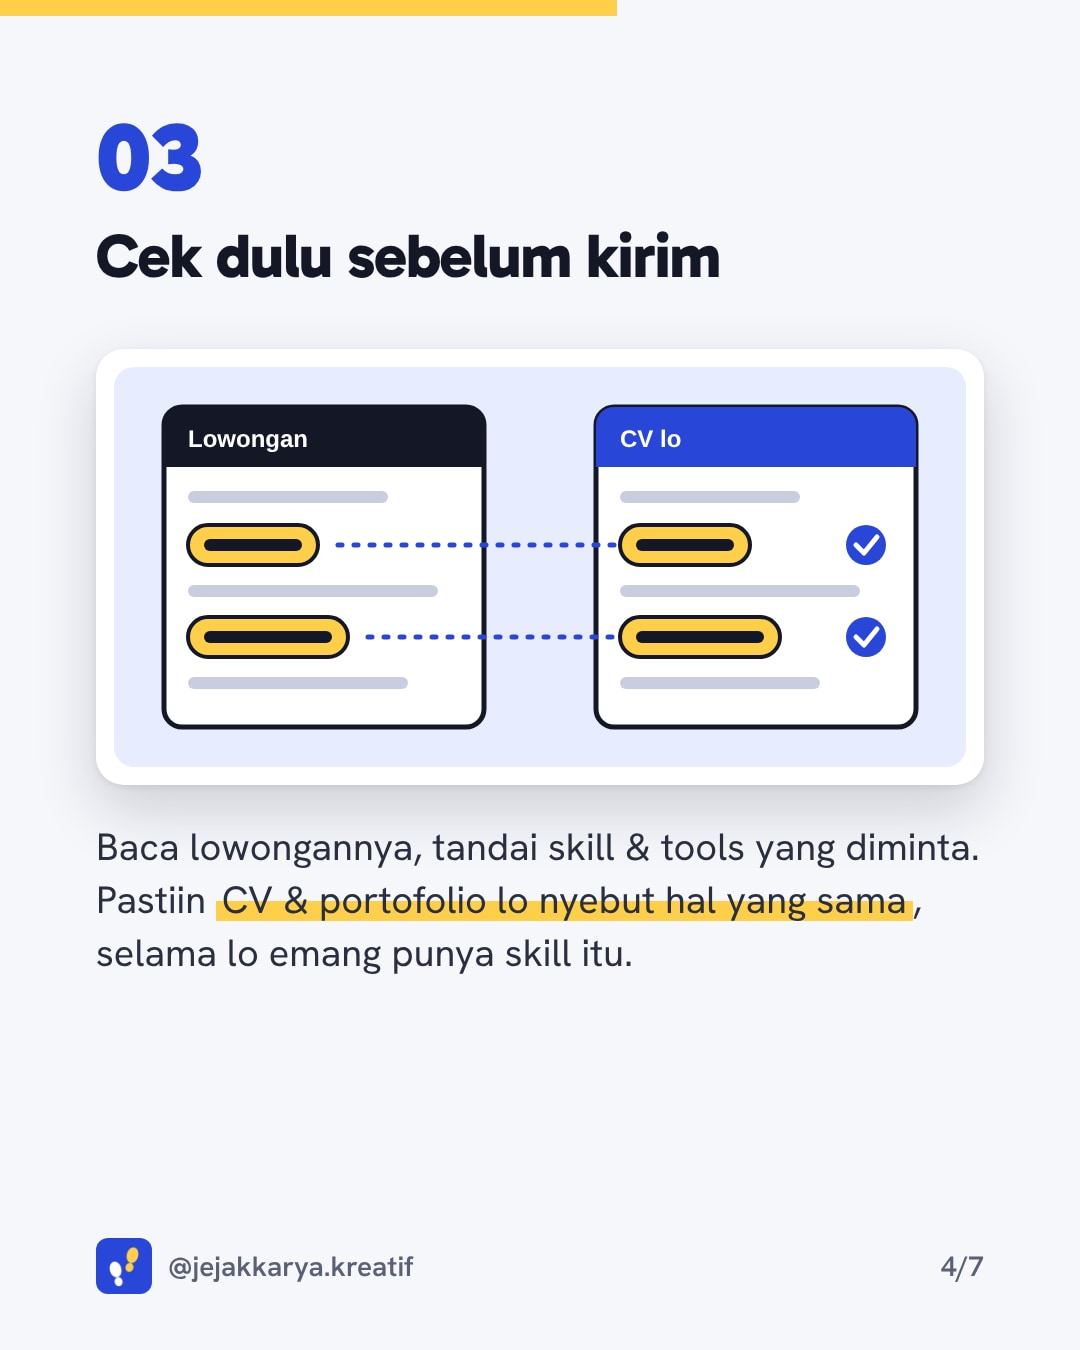 03
Cek dulu sebelum kirim
Lowongan
CV lo
Baca lowongannya, tandai skill & tools yang diminta.
Pastiin CV & portofolio lo nyebut hal yang sama,
selama lo emang punya skill itu.
@jejakkarya.kreatif
4/7